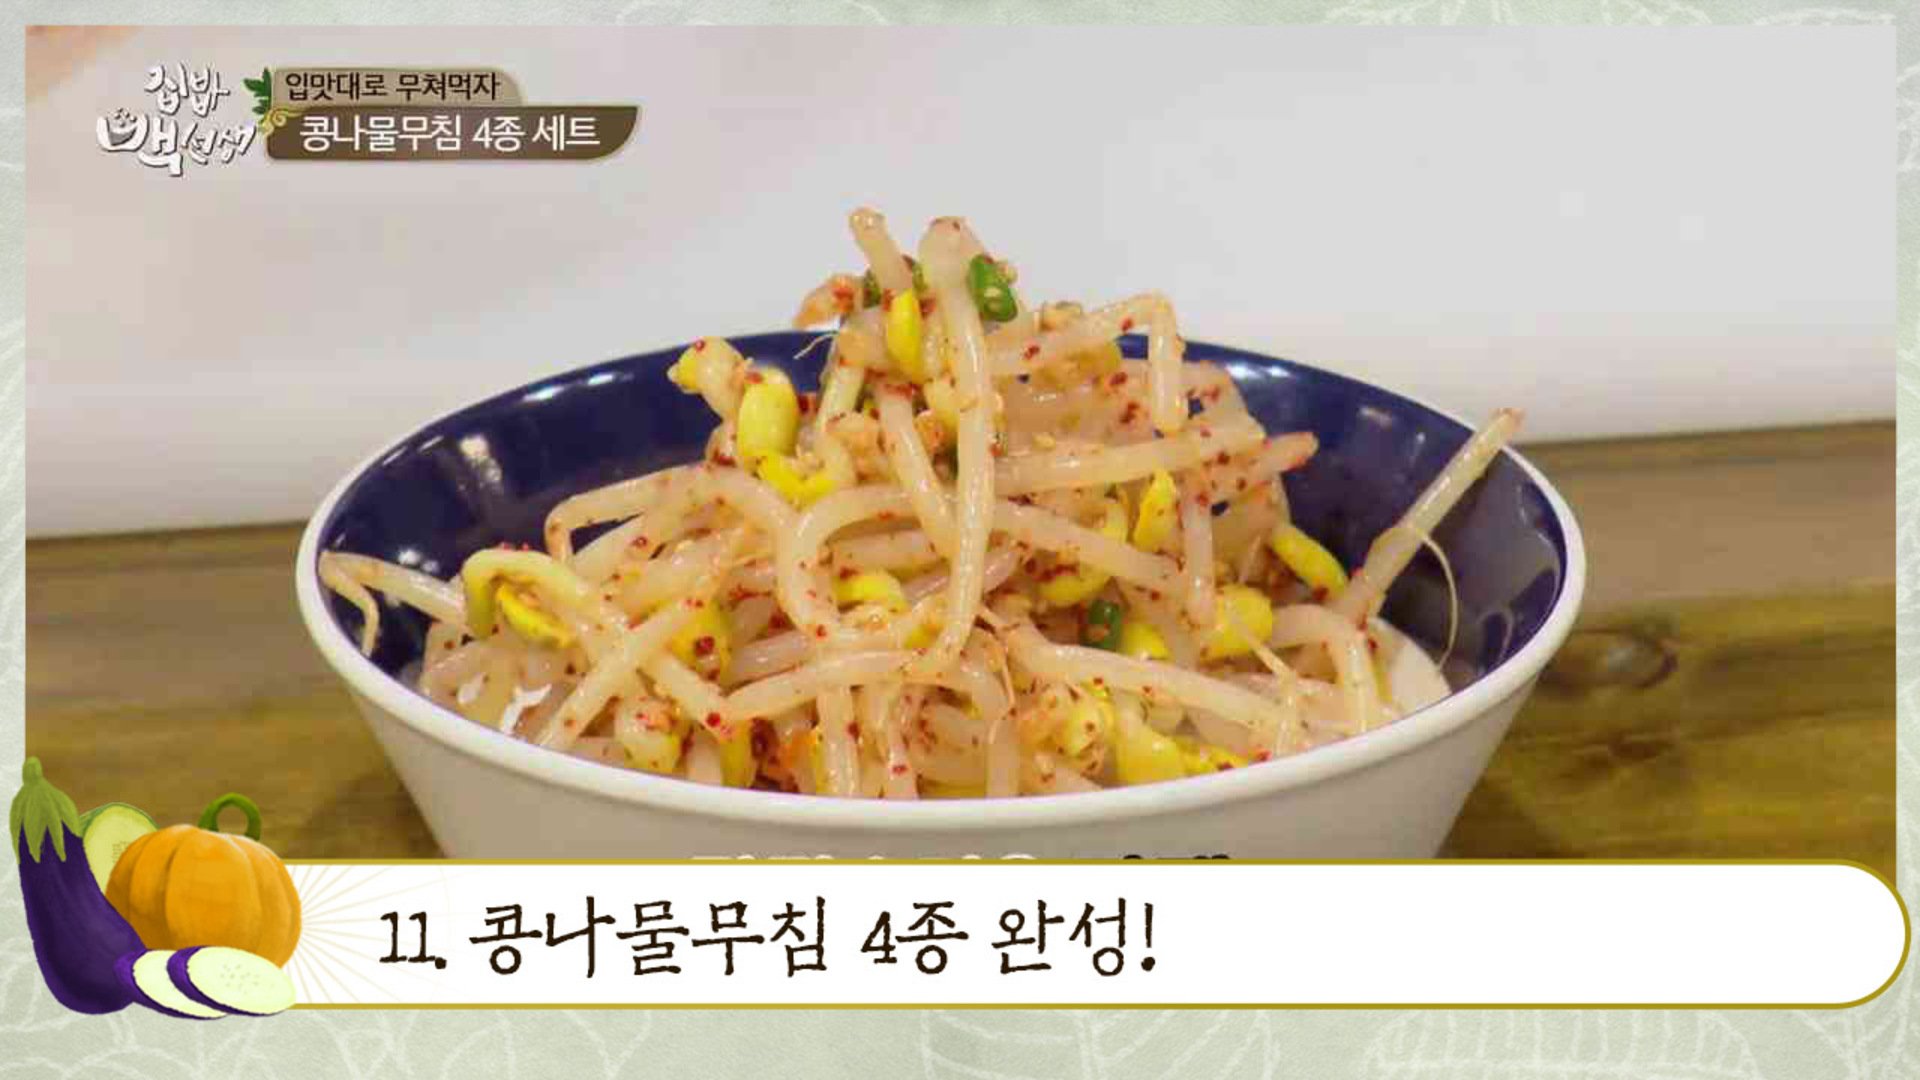 집밥
백선생
입맛대로 무쳐먹자
콩나물무침 4종 세트
11. 콩나물무침 4종 완성!